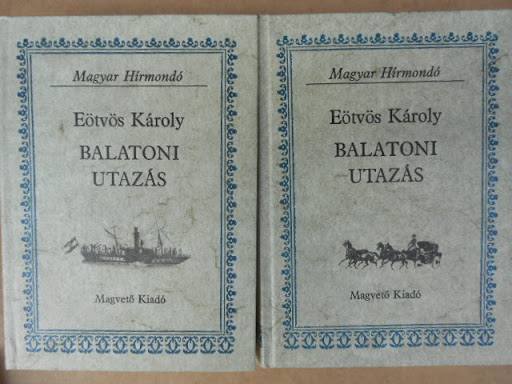 Magyar Hírmondó
Eötvös Károly
BALATONI
UTAZÁS
Magvető Kiadó
Magyar Hírmondó
Eötvös Károly
BALATONI
UTAZÁS
Magvető Kiadó